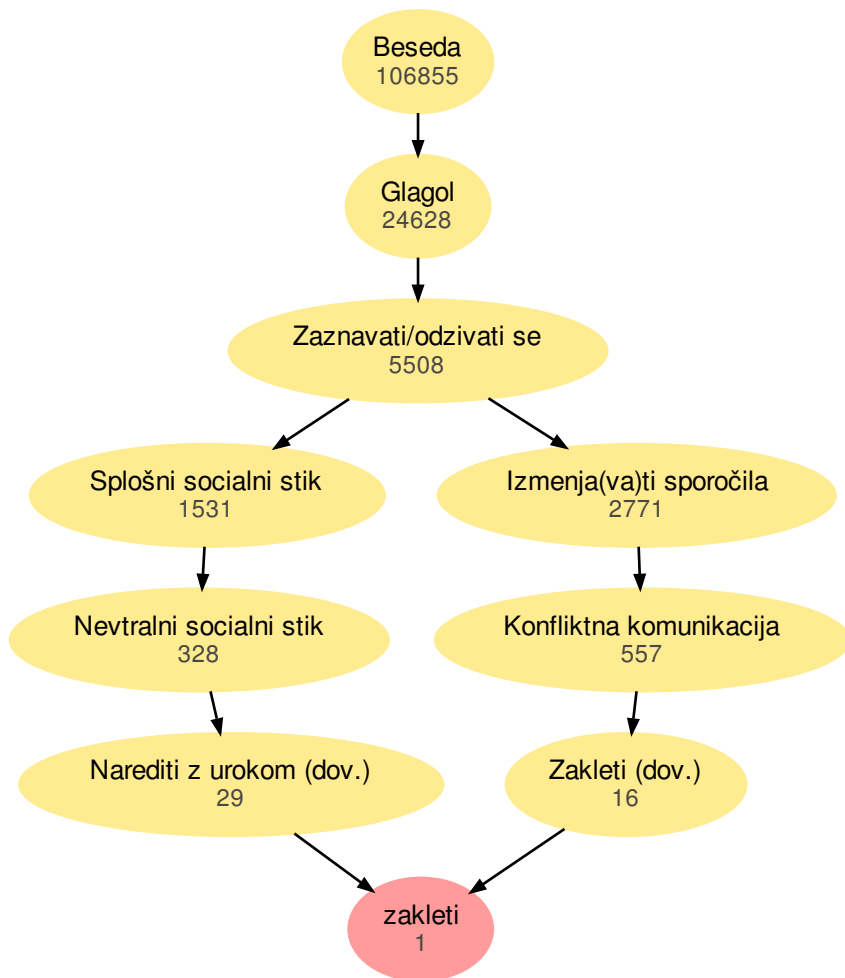 Beseda
106855
Glagol
24628
Zaznavati/odzivati se
5508
Splošni socialni stik
1531
Izmenja(va)ti sporočila
2771
Nevtralni socialni stik
328
Konfliktna komunikacija
557
Narediti z urokom (dov.)
29
Zakleti (dov.)
16
zakleti
1